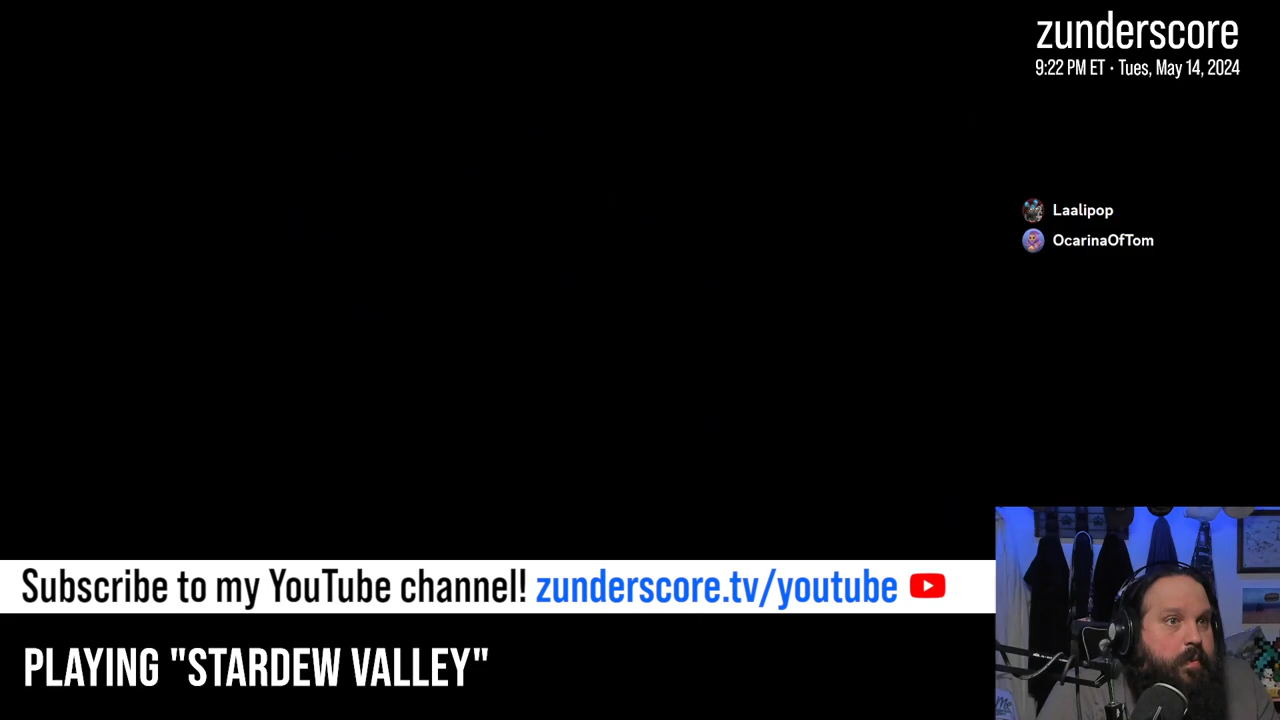 zunderscore
9:22 PM ET • Tues, May 14, 2024
Laalipop
OcarinaOfTom
Subscribe to my YouTube channel! zunderscore.tv/youtube
PLAYING "STARDEW VALLEY"